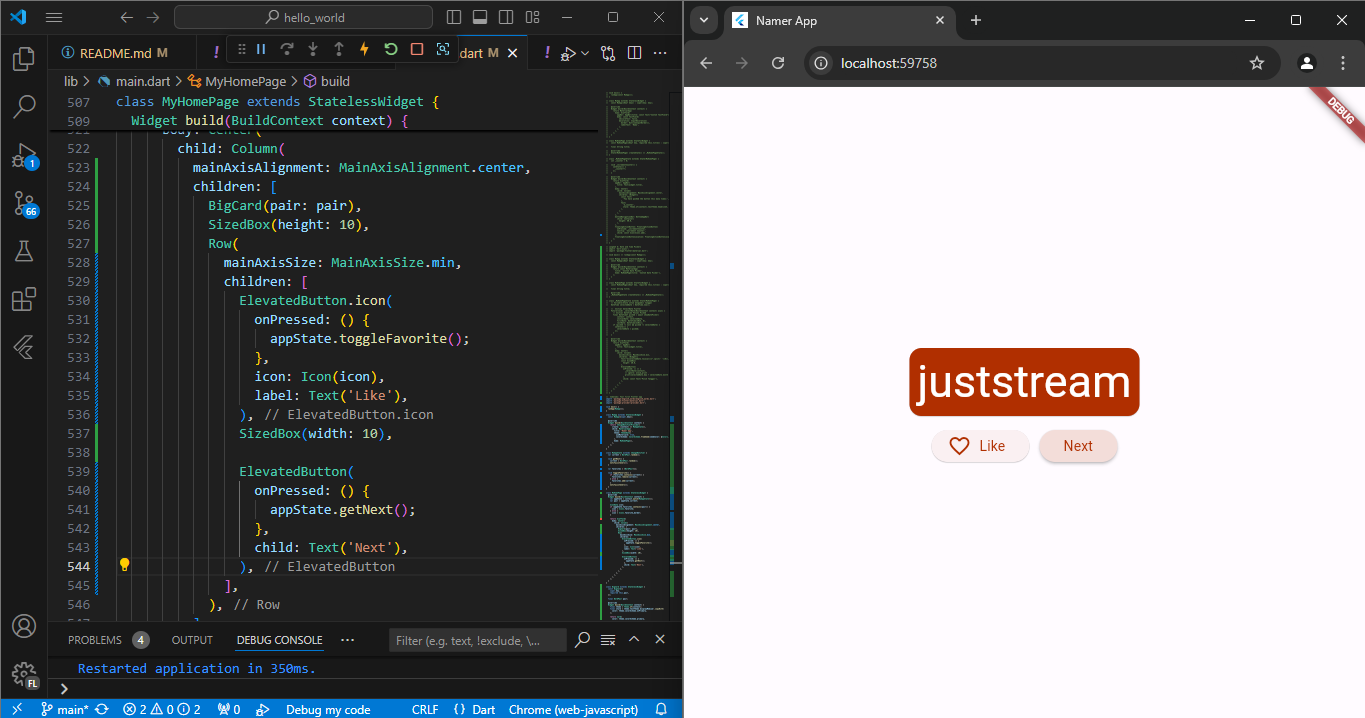 hello_world
README.md M
!
dart M
!
lib > main.dart > MyHomePage > build
507 class MyHomePage extends StatelessWidget {
509 Widget build(BuildContext context) {
522 child: Column(
523 mainAxisAlignment: MainAxisAlignment.center,
524 children: [
525 BigCard(pair: pair),
526 SizedBox(height: 10),
527 Row(
528 mainAxisSize: MainAxisSize.min,
529 children: [
530 ElevatedButton.icon(
531 onPressed: () {
532 appState.toggleFavorite();
533 },
534 icon: Icon(icon),
535 label: Text('Like'),
536 ), // ElevatedButton.icon
537 SizedBox(width: 10),
538
539 ElevatedButton(
540 onPressed: () {
541 appState.getNext();
542 },
543 child: Text('Next'),
544 ), // ElevatedButton
545 ],
546 ), // Row
1
66
FL
PROBLEMS 4 OUTPUT DEBUG CONSOLE ···
Filter (e.g. text, !exclude, \...
Restarted application in 350ms.
>
main* 2 0 2 0 Debug my code CRLF {} Dart Chrome (web-javascript)
Namer App
localhost:59758
DEBUG
juststream
Like
Next